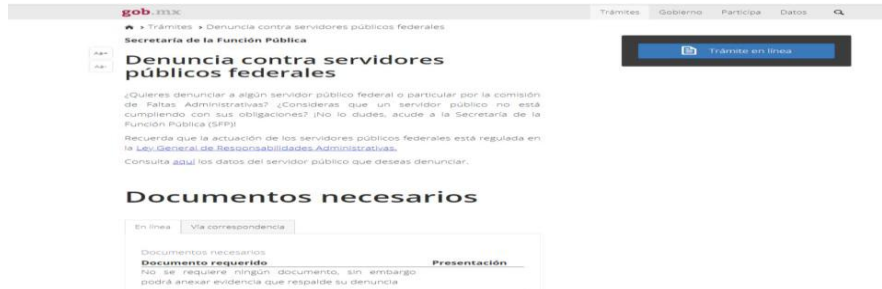 gob.mx
Trámites Gobierno Participa Datos
> Trámites > Denuncia contra servidores públicos federales
Secretaría de la Función Pública
Aa+
Aa-
Denuncia contra servidores
públicos federales
Trámite en línea
¿Quieres denunciar a algún servidor público federal o particular por la comisión
de Faltas Administrativas? ¿Consideras que un servidor público no está
cumpliendo con sus obligaciones? ¡No lo dudes, acude a la Secretaría de la
Función Pública (SFP)!
Recuerda que la actuación de los servidores públicos federales está regulada en
la Ley General de Responsabilidades Administrativas.
Consulta aquí los datos del servidor público que deseas denunciar.
Documentos necesarios
En línea Vía correspondencia
Documentos necesarios
Documento requerido Presentación
No se requiere ningún documento, sin embargo
podrá anexar evidencia que respalde su denuncia